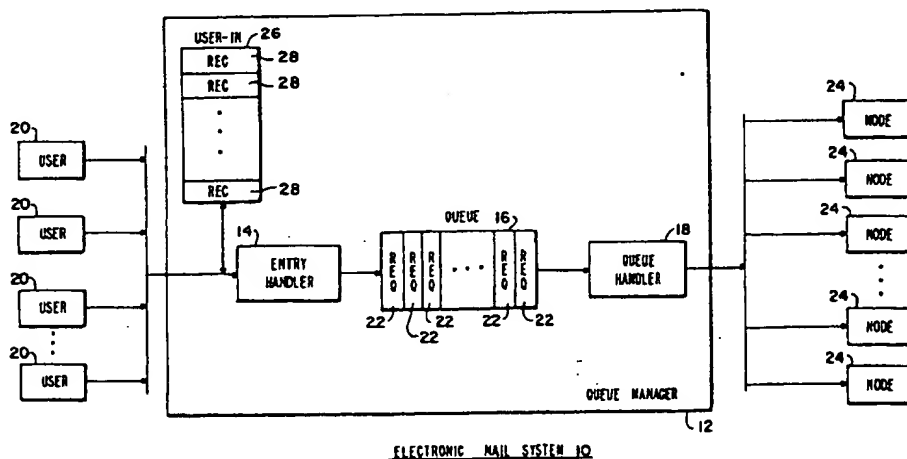 USER-IN 26
REC 28
REC 28
REC 28
20
USER
20
USER
20
USER
20
USER
14
ENTRY
HANDLER
QUEUE 16
REQ REQ REQ REQ REQ
22 22 22 22 22
18
QUEUE
HANDLER
24
NODE
24
NODE
24
NODE
24
NODE
24
NODE
QUEUE MANAGER
12
ELECTRONIC MAIL SYSTEM 10